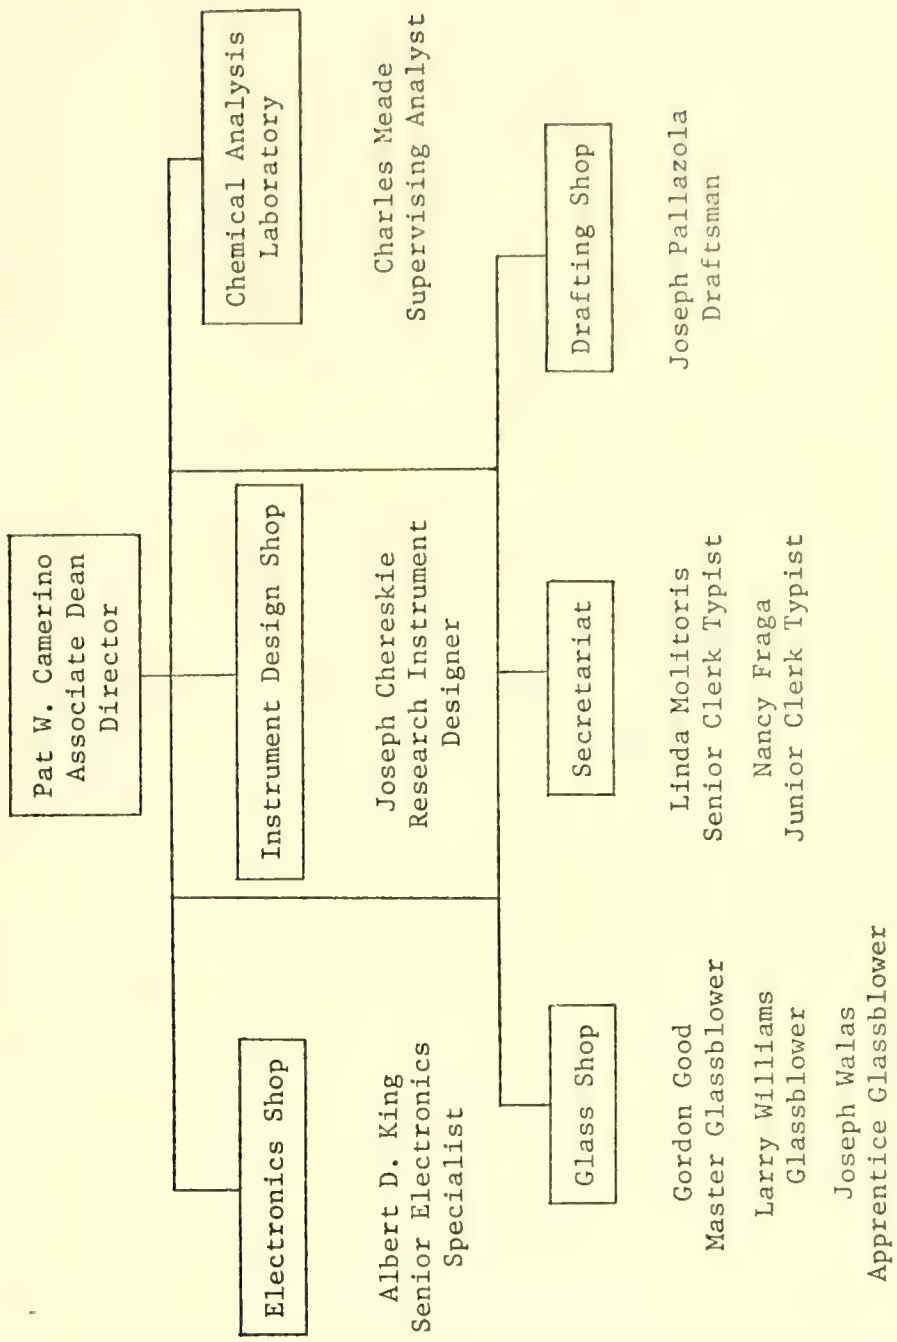 Pat W. Camerino
Associate Dean
Director
Electronics Shop
Albert D. King
Senior Electronics
Specialist
Instrument Design Shop
Joseph Chereskie
Research Instrument
Designer
Chemical Analysis
Laboratory
Charles Meade
Supervising Analyst
Glass Shop
Gordon Good
Master Glassblower
Larry Williams
Glassblower
Joseph Walas
Apprentice Glassblower
Secretariat
Linda Molitoris
Senior Clerk Typist
Nancy Fraga
Junior Clerk Typist
Drafting Shop
Joseph Pallazola
Draftsman